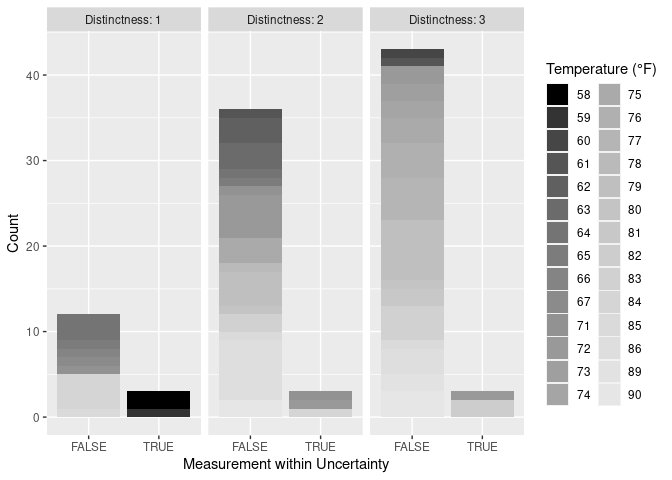 Distinctness: 1
Distinctness: 2
Distinctness: 3
Count
40
30
20
10
0
FALSE
TRUE
FALSE
TRUE
FALSE
TRUE
Measurement within Uncertainty
Temperature (°F)
58
59
60
61
62
63
64
65
66
67
71
72
73
74
75
76
77
78
79
80
81
82
83
84
85
86
89
90